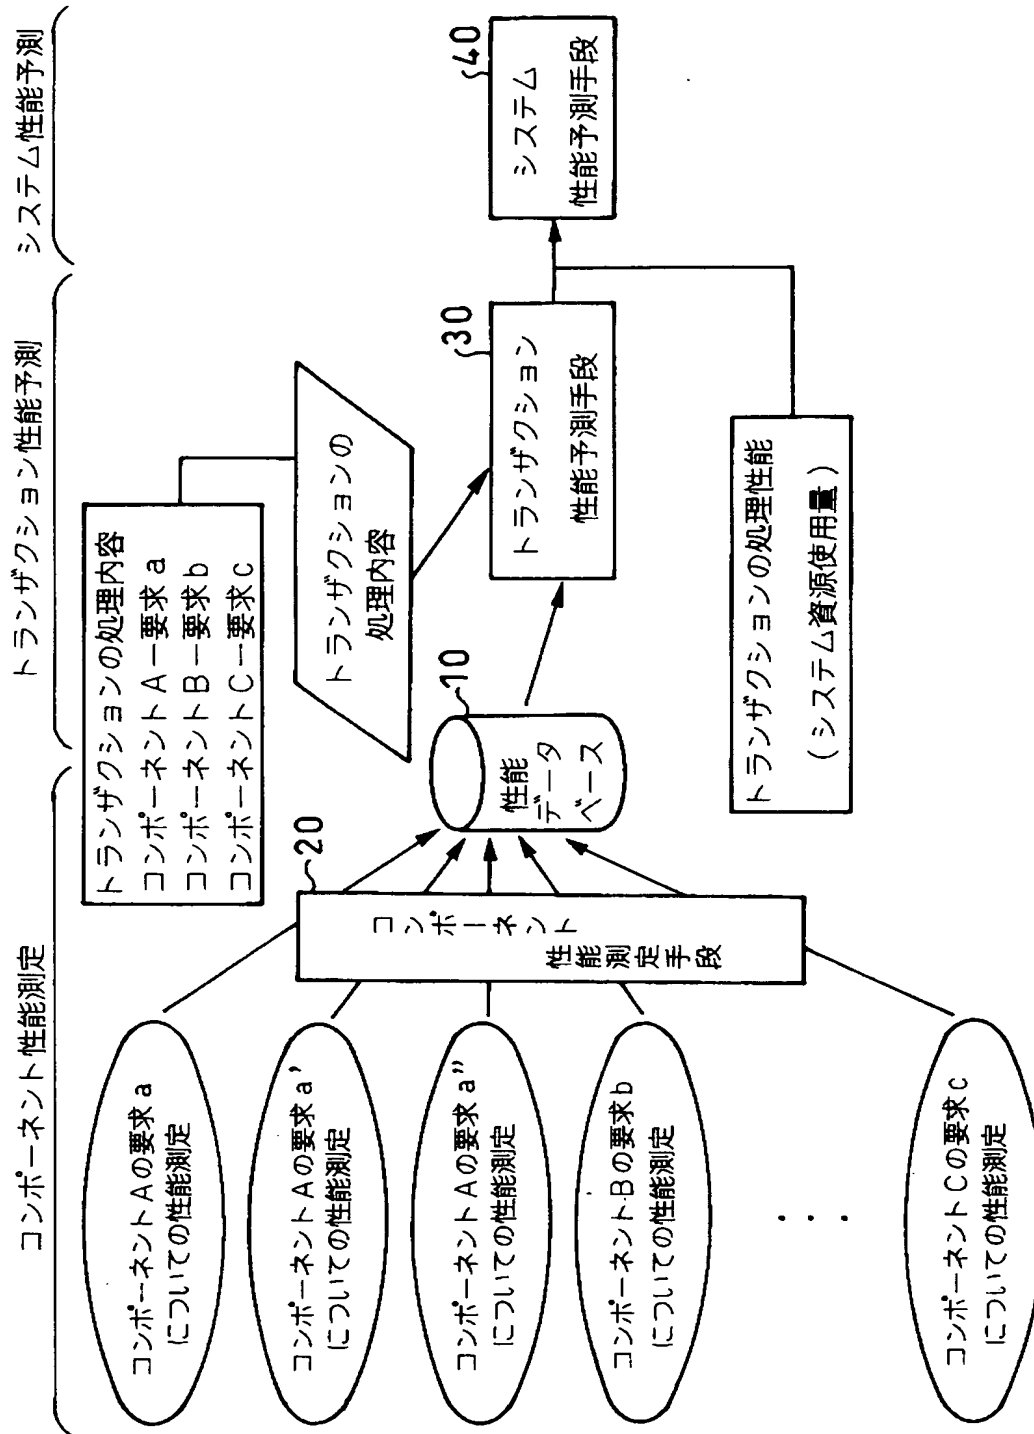 コンポーネント性能測定
トランザクション性能予測
システム性能予測
コンポーネントAの要求a
についての性能測定
コンポーネントAの要求a'
についての性能測定
コンポーネントAの要求a"
についての性能測定
コンポーネント・Bの要求b
についての性能測定
・・・
コンポーネントCの要求c
についての性能測定
20
コンポーネント
性能測定手段
10
性能
データ
ベース
トランザクションの処理内容
コンポーネントA―要求a
コンポーネントB―要求b
コンポーネントC―要求c
トランザクションの
処理内容
30
トランザクション
性能予測手段
トランザクションの処理性能
(システム資源使用量)
40
システム
性能予測手段